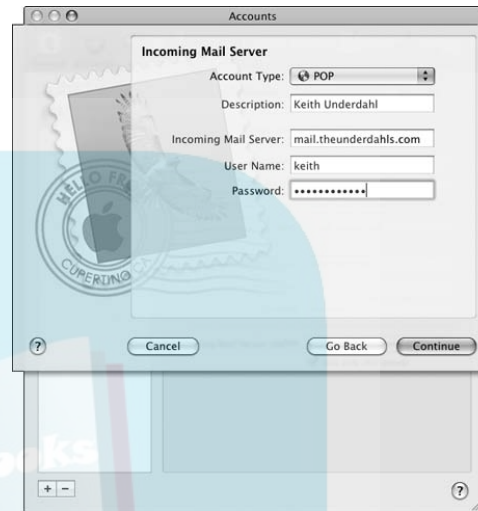 Accounts
Incoming Mail Server
Account Type: POP
Description: Keith Underdahl
Incoming Mail Server: mail.theunderdahls.com
User Name: keith
Password: ••••••••••••
HELLO FR
CUPERTINO
? Cancel Go Back Continue
oks
+ −
?